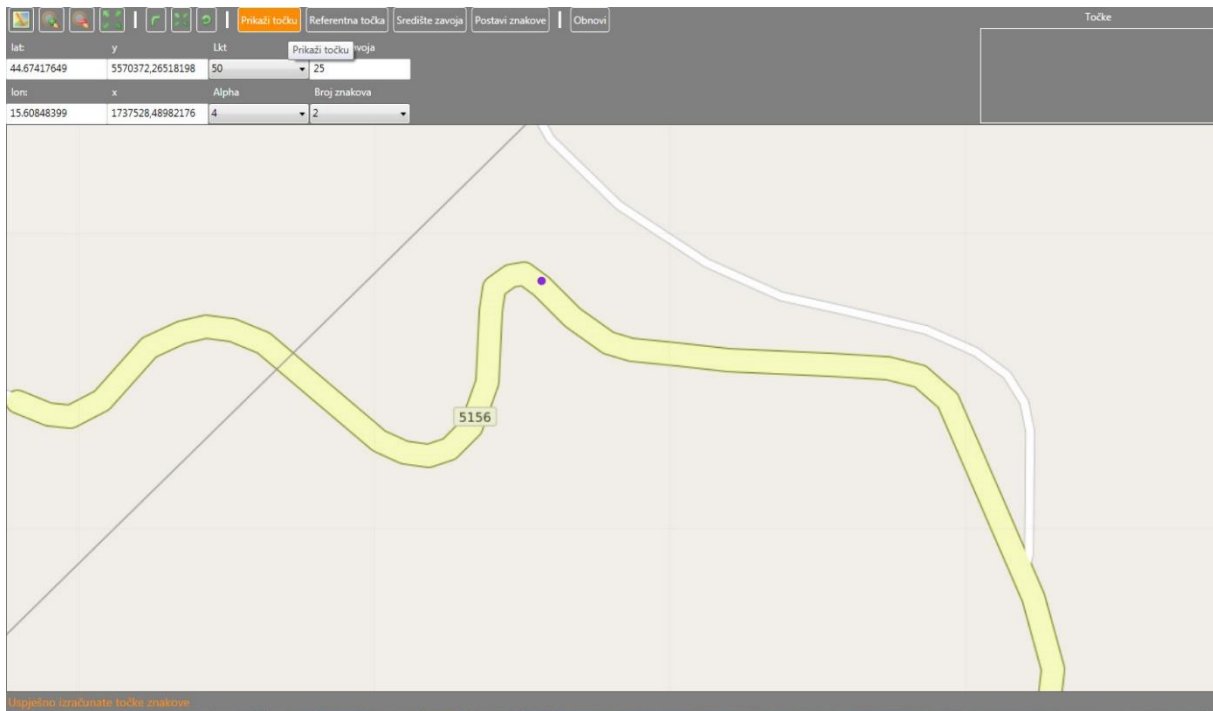 Prikaži točku Referentna točka Središte zavoja Postavi znakove Obnovi Točke
lat: y Lkt Prikaži točku voja
44.67417649 5570372,26518198 50 25
lon: x Alpha Broj znakova
15.60848399 1737528,48982176 4 2
5156
Uspješno izračunate točke znakove